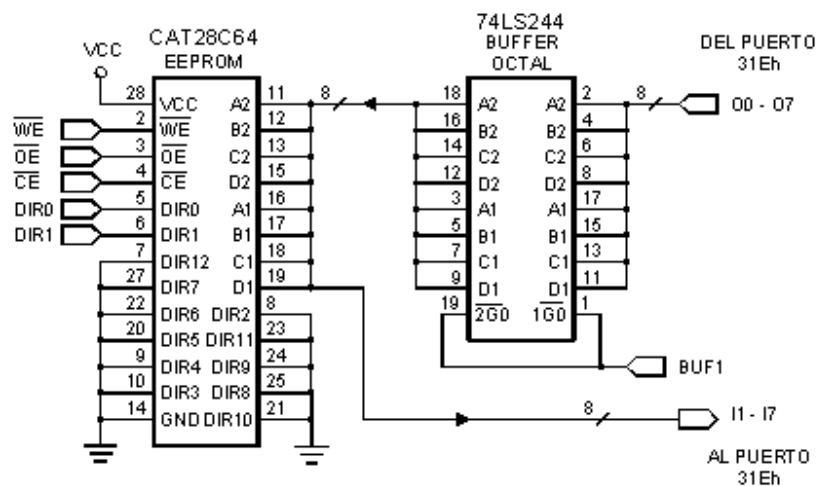 CAT28C64
EEPROM
74LS244
BUFFER
OCTAL
DEL PUERTO
31Eh
VCC
28 VCC A2 11
8
18 A2 A2 2
8
O0 - O7
WE 2 WE B2 12
16 B2 B2 4
OE 3 OE C2 13
14 C2 C2 6
CE 4 CE D2 15
12 D2 D2 8
DIR0 5 DIR0 A1 16
3 A1 A1 17
DIR1 6 DIR1 B1 17
5 B1 B1 15
7 DIR12 C1 18
7 C1 C1 13
27 DIR7 D1 19
9 D1 D1 11
22 DIR6 DIR2 8
19 2G0 1G0 1
20 DIR5 DIR11 23
9 DIR4 DIR9 24
BUF1
10 DIR3 DIR8 25
14 GND DIR10 21
8
I1 - I7
AL PUERTO
31Eh